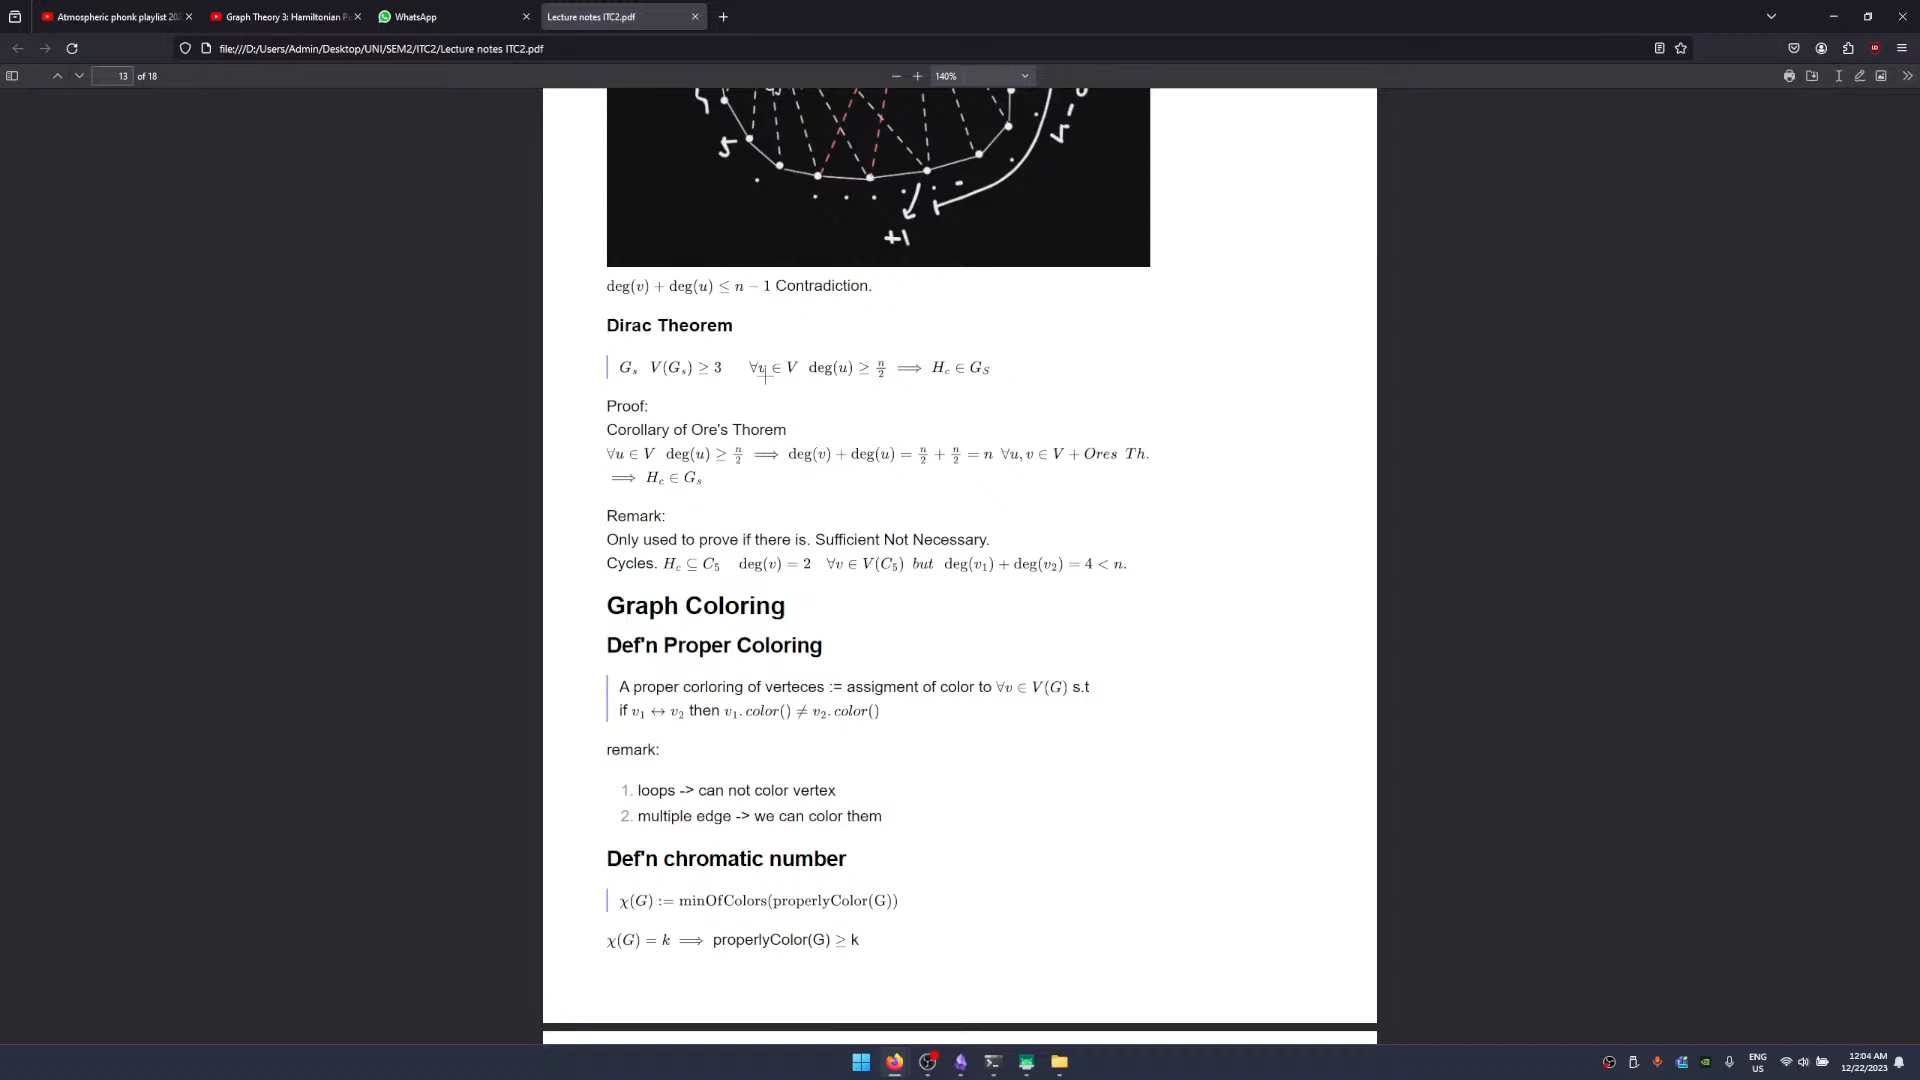 Atmospheric phonk playlist 202
Graph Theory 3: Hamiltonian P
WhatsApp
Lecture notes ITC2.pdf
file:///D:/Users/Admin/Desktop/UNI/SEM2/ITC2/Lecture notes ITC2.pdf
13 of 18
140%
5
+1
deg(v) + deg(u) ≤ n − 1 Contradiction.
Dirac Theorem
G_s V(G_s) ≥ 3 ∀u ∈ V deg(u) ≥ n/2 ⟹ H_c ∈ G_S
Proof:
Corollary of Ore's Thorem
∀u ∈ V deg(u) ≥ n/2 ⟹ deg(v) + deg(u) = n/2 + n/2 = n ∀u, v ∈ V + Ores Th.
⟹ H_c ∈ G_s
Remark:
Only used to prove if there is. Sufficient Not Necessary.
Cycles. H_c ⊆ C_5 deg(v) = 2 ∀v ∈ V(C_5) but deg(v_1) + deg(v_2) = 4 < n.
Graph Coloring
Def'n Proper Coloring
A proper corloring of verteces := assigment of color to ∀v ∈ V(G) s.t
if v_1 ↔ v_2 then v_1.color() ≠ v_2.color()
remark:
1. loops -> can not color vertex
2. multiple edge -> we can color them
Def'n chromatic number
χ(G) := minOfColors(properlyColor(G))
χ(G) = k ⟹ properlyColor(G) ≥ k
ENG
US
12:04 AM
12/22/2023